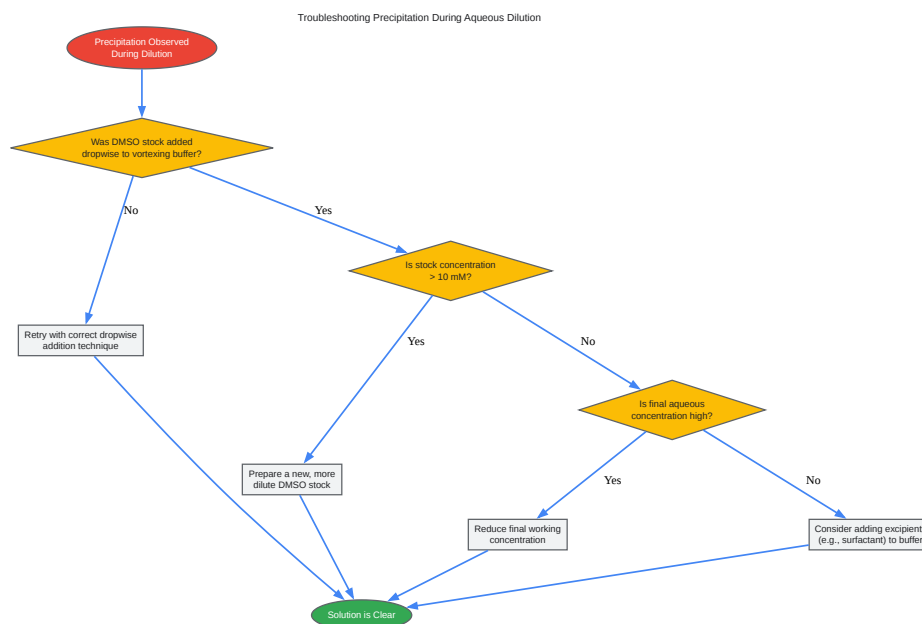 Troubleshooting Precipitation During Aqueous Dilution
Precipitation Observed
During Dilution
Was DMSO stock added
dropwise to vortexing buffer?
No
Yes
Is stock concentration
> 10 mM?
Retry with correct dropwise
addition technique
Yes
No
Is final aqueous
concentration high?
Prepare a new, more
dilute DMSO stock
Yes
No
Reduce final working
concentration
Consider adding excipient
(e.g., surfactant) to buffer
Solution is Clear